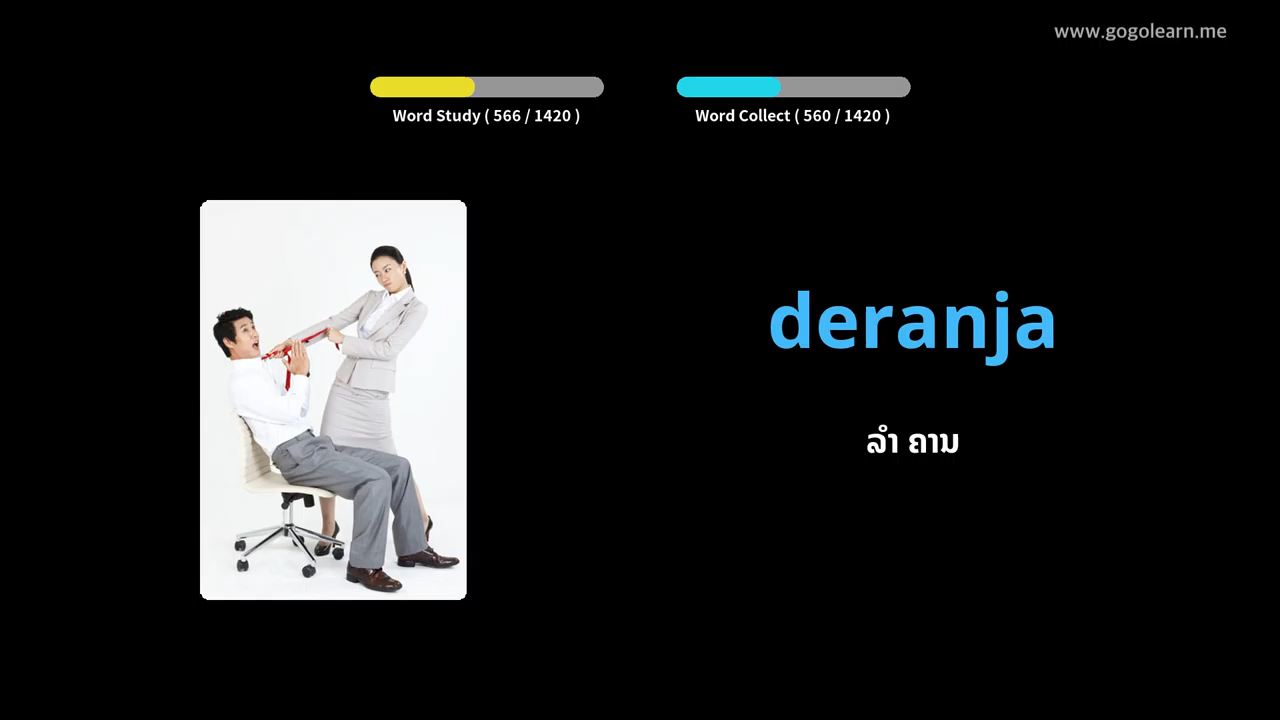 www.gogolearn.me
Word Study ( 566 / 1420 )
Word Collect ( 560 / 1420 )
deranja
ລຳ ຄານ